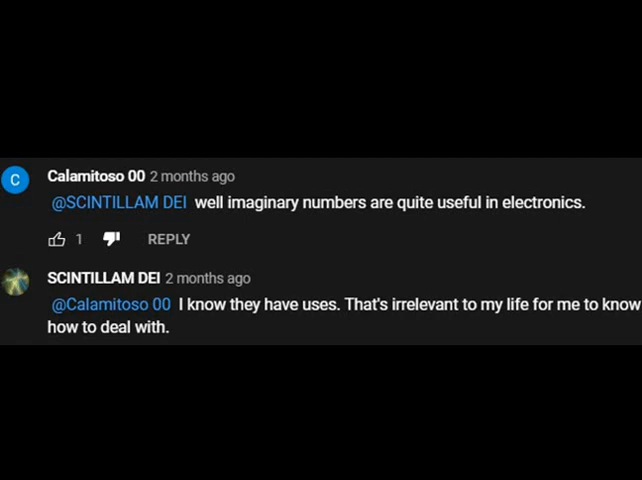 C
Calamitoso 00 2 months ago
@SCINTILLAM DEI well imaginary numbers are quite useful in electronics.
1 REPLY
SCINTILLAM DEI 2 months ago
@Calamitoso 00 I know they have uses. That's irrelevant to my life for me to know
how to deal with.